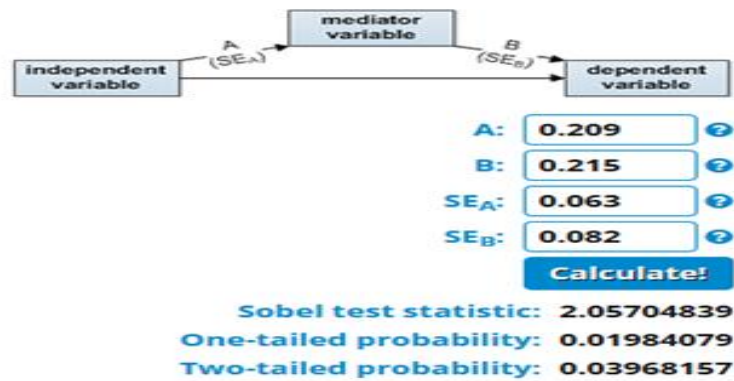 mediator
variable
A
(SEA)
B
(SEB)
independent
variable
dependent
variable
A: 0.209 ?
B: 0.215 ?
SEA: 0.063 ?
SEB: 0.082 ?
Calculate!
Sobel test statistic: 2.05704839
One-tailed probability: 0.01984079
Two-tailed probability: 0.03968157